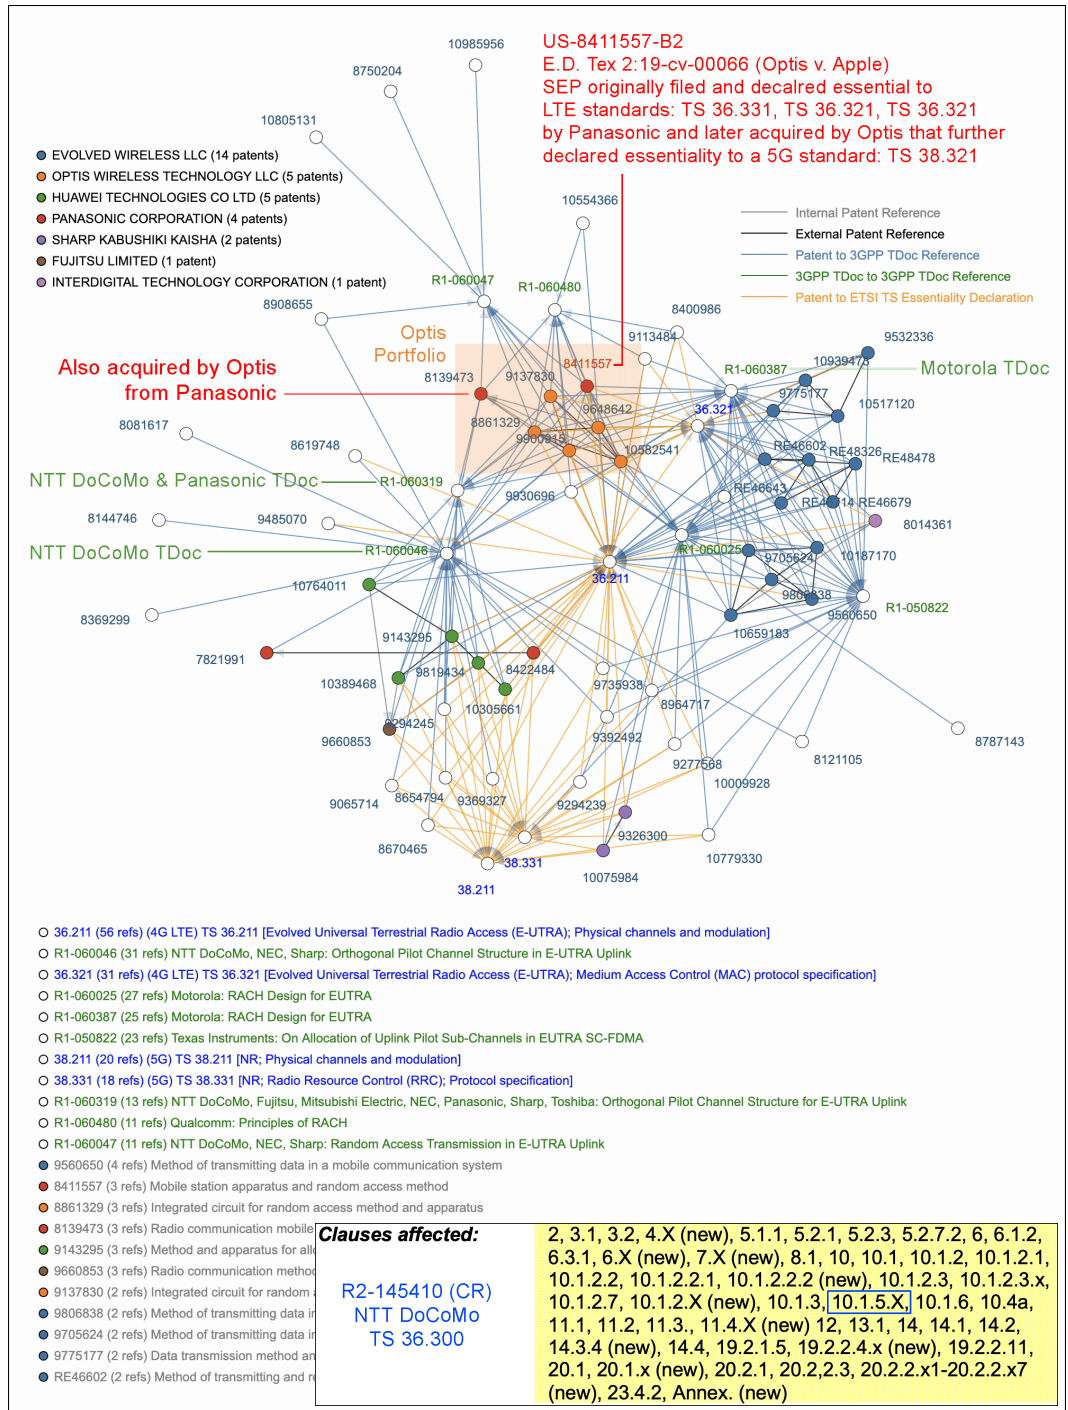 10985956
8750204
10805131
US-8411557-B2
E.D. Tex 2:19-cv-00066 (Optis v. Apple)
SEP originally filed and decalred essential to
LTE standards: TS 36.331, TS 36.321, TS 36.321
by Panasonic and later acquired by Optis that further
declared essentiality to a 5G standard: TS 38.321
EVOLVED WIRELESS LLC (14 patents)
OPTIS WIRELESS TECHNOLOGY LLC (5 patents)
HUAWEI TECHNOLOGIES CO LTD (5 patents)
PANASONIC CORPORATION (4 patents)
SHARP KABUSHIKI KAISHA (2 patents)
FUJITSU LIMITED (1 patent)
INTERDIGITAL TECHNOLOGY CORPORATION (1 patent)
10554366
Internal Patent Reference
External Patent Reference
Patent to 3GPP TDoc Reference
3GPP TDoc to 3GPP TDoc Reference
Patent to ETSI TS Essentiality Declaration
R1-060047
R1-060480
8908655
8400986
Optis
Portfolio
9113484
9532336
8411557
10939473
Also acquired by Optis
from Panasonic
8139473
9137830
R1-060387
Motorola TDoc
9775177
10517120
9648642
36.321
8861329
9900915
10582541
8081617
8619748
RE46602
RE48326
RE48478
NTT DoCoMo & Panasonic TDoc
R1-060319
9930696
RE46643
RE46714
RE46679
8144746
9485070
8014361
NTT DoCoMo TDoc
R1-060046
R1-060025
9705624
10187170
36.211
10764011
9806838
R1-050822
9560650
8369299
10659183
9143295
7821991
9819434
8422484
10389468
9735938
10305661
8964717
9294245
9660853
9392492
8787143
8121105
9277568
10009928
9065714
8654794
9369327
9294239
9326300
8670465
38.331
10779330
10075984
38.211
36.211 (56 refs) (4G LTE) TS 36.211 [Evolved Universal Terrestrial Radio Access (E-UTRA); Physical channels and modulation]
R1-060046 (31 refs) NTT DoCoMo, NEC, Sharp: Orthogonal Pilot Channel Structure in E-UTRA Uplink
36.321 (31 refs) (4G LTE) TS 36.321 [Evolved Universal Terrestrial Radio Access (E-UTRA); Medium Access Control (MAC) protocol specification]
R1-060025 (27 refs) Motorola: RACH Design for EUTRA
R1-060387 (25 refs) Motorola: RACH Design for EUTRA
R1-050822 (23 refs) Texas Instruments: On Allocation of Uplink Pilot Sub-Channels in EUTRA SC-FDMA
38.211 (20 refs) (5G) TS 38.211 [NR; Physical channels and modulation]
38.331 (18 refs) (5G) TS 38.331 [NR; Radio Resource Control (RRC); Protocol specification]
R1-060319 (13 refs) NTT DoCoMo, Fujitsu, Mitsubishi Electric, NEC, Panasonic, Sharp, Toshiba: Orthogonal Pilot Channel Structure for E-UTRA Uplink
R1-060480 (11 refs) Qualcomm: Principles of RACH
R1-060047 (11 refs) NTT DoCoMo, NEC, Sharp: Random Access Transmission in E-UTRA Uplink
9560650 (4 refs) Method of transmitting data in a mobile communication system
8411557 (3 refs) Mobile station apparatus and random access method
8861329 (3 refs) Integrated circuit for random access method and apparatus
8139473 (3 refs) Radio communication mobile
9143295 (3 refs) Method and apparatus for
9660853 (3 refs) Radio communication
9137830 (2 refs) Integrated circuit for random
9806838 (2 refs) Method of transmitting data
9705624 (2 refs) Method of transmitting data
9775177 (2 refs) Data transmission method
RE46602 (2 refs) Method of transmitting and
Clauses affected:
R2-145410 (CR)
NTT DoCoMo
TS 36.300
2, 3.1, 3.2, 4.X (new), 5.1.1, 5.2.1, 5.2.3, 5.2.7.2, 6, 6.1.2,
6.3.1, 6.X (new), 7.X (new), 8.1, 10, 10.1, 10.1.2, 10.1.2.1,
10.1.2.2, 10.1.2.2.1, 10.1.2.2.2 (new), 10.1.2.3, 10.1.2.3.x,
10.1.2.7, 10.1.2.X (new), 10.1.3, 10.1.5.X, 10.1.6, 10.4a,
11.1, 11.2, 11.3., 11.4.X (new) 12, 13.1, 14, 14.1, 14.2,
14.3.4 (new), 14.4, 19.2.1.5, 19.2.2.4.x (new), 19.2.2.11,
20.1, 20.1.x (new), 20.2.1, 20.2,2.3, 20.2.2.x1-20.2.2.x7
(new), 23.4.2, Annex. (new)